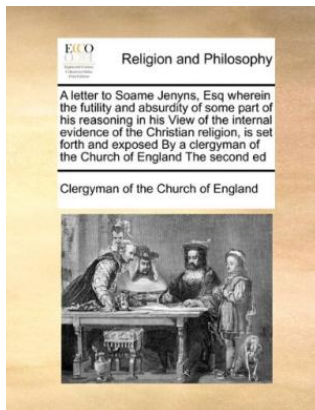 ECCO
Religion and Philosophy
A letter to Soame Jenyns, Esq wherein
the futility and absurdity of some part of
his reasoning in his View of the internal
evidence of the Christian religion, is set
forth and exposed By a clergyman of
the Church of England The second ed
Clergyman of the Church of England